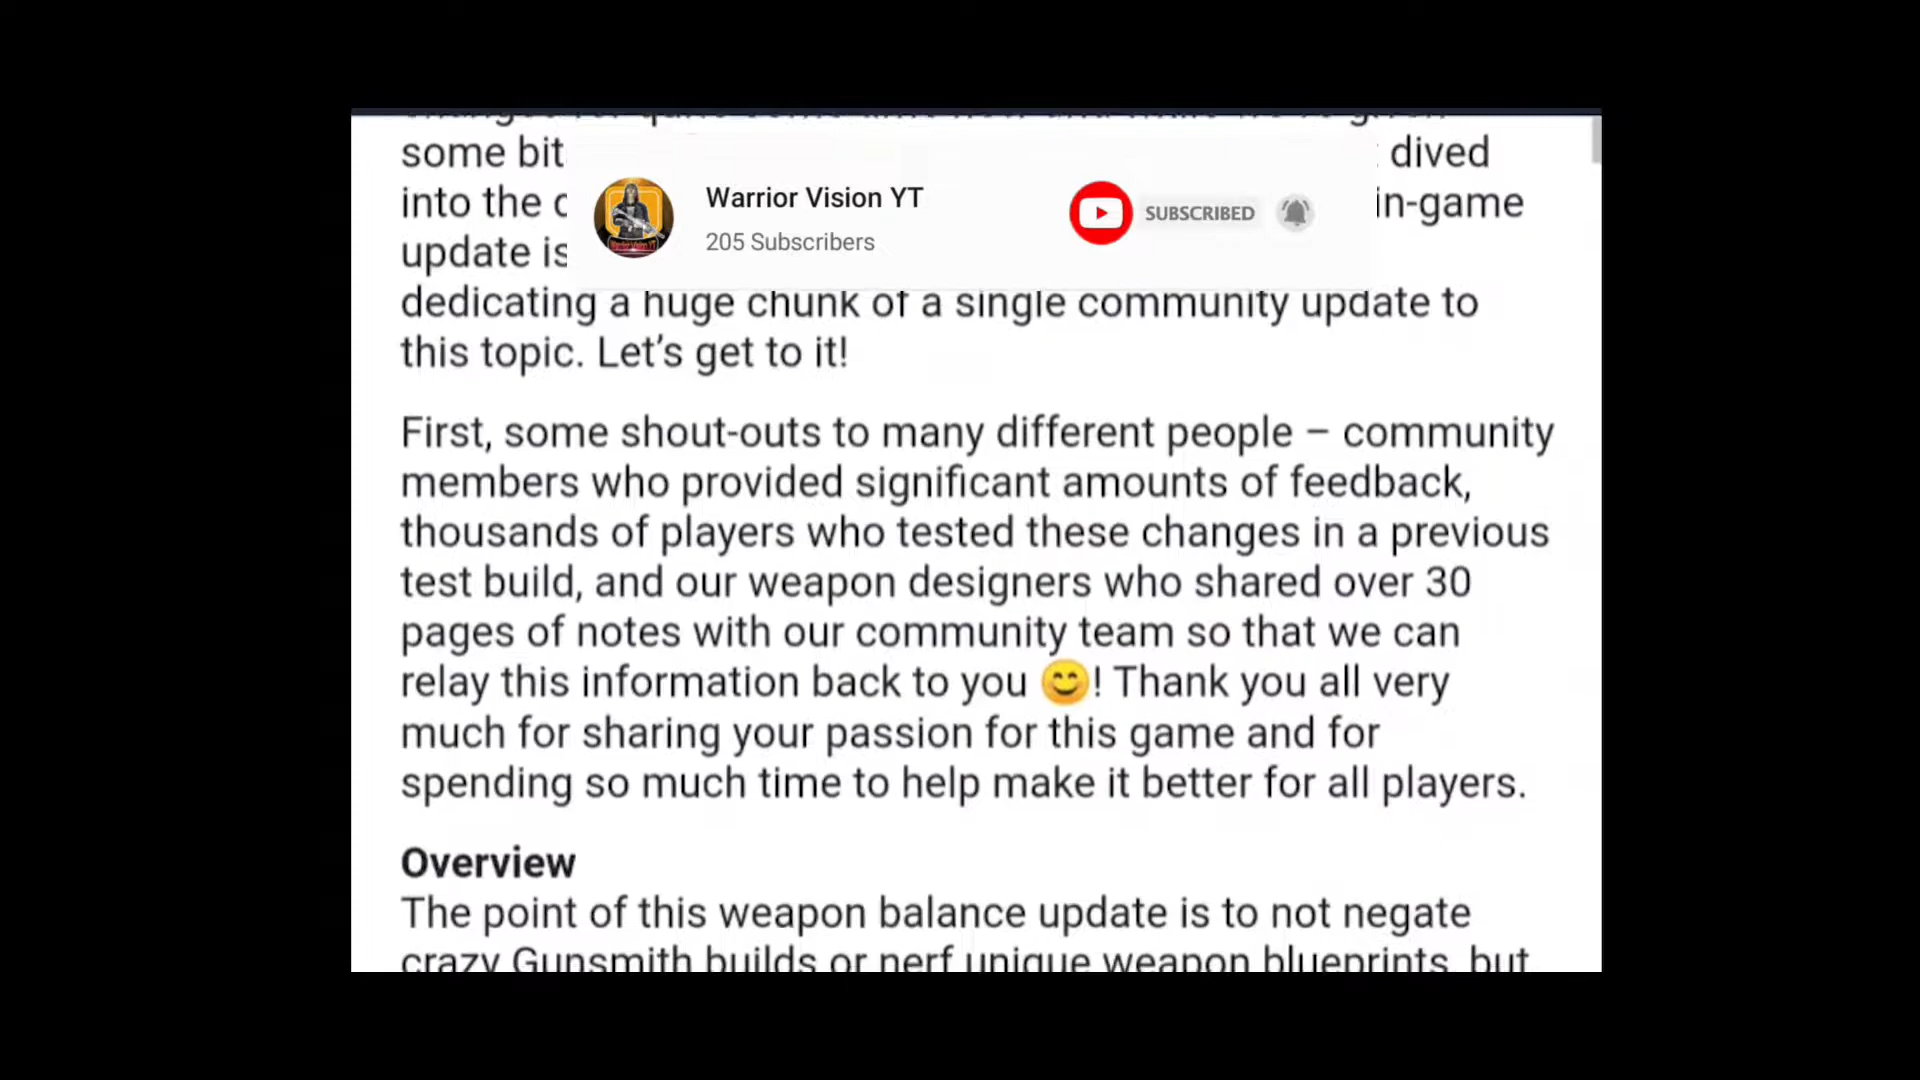 some bit
dived
into the
in-game
update is
Warrior Vision YT
205 Subscribers
SUBSCRIBED
dedicating a huge chunk of a single community update to
this topic. Let’s get to it!
First, some shout-outs to many different people – community
members who provided significant amounts of feedback,
thousands of players who tested these changes in a previous
test build, and our weapon designers who shared over 30
pages of notes with our community team so that we can
relay this information back to you 😊! Thank you all very
much for sharing your passion for this game and for
spending so much time to help make it better for all players.
Overview
The point of this weapon balance update is to not negate
crazy Gunsmith builds or nerf unique weapon blueprints, but